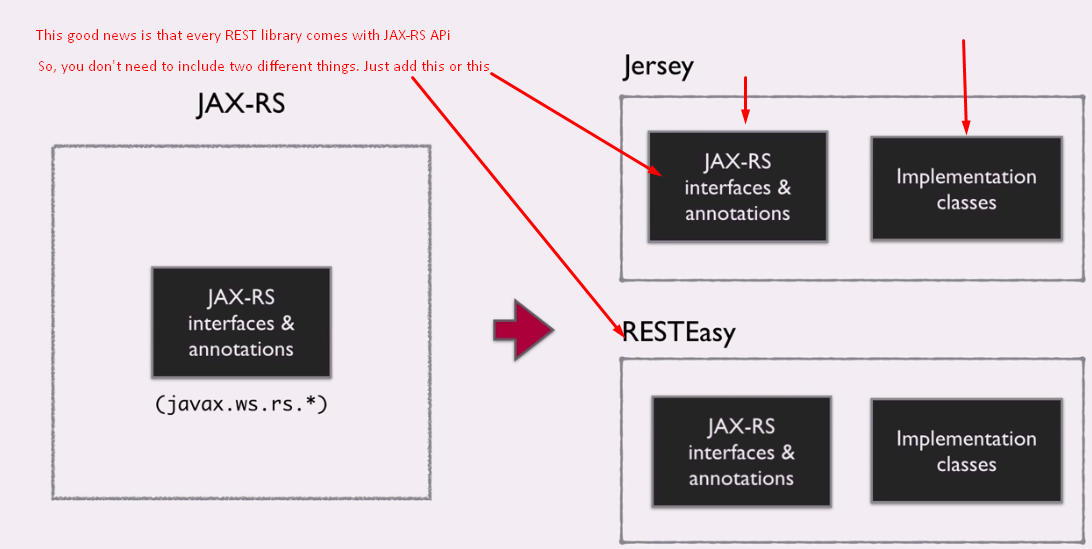 This good news is that every REST library comes with JAX-RS APi
So, you don't need to include two different things. Just add this or this
JAX-RS
JAX-RS
interfaces &
annotations
(javax.ws.rs.*)
Jersey
JAX-RS
interfaces &
annotations
Implementation
classes
RESTEasy
JAX-RS
interfaces &
annotations
Implementation
classes